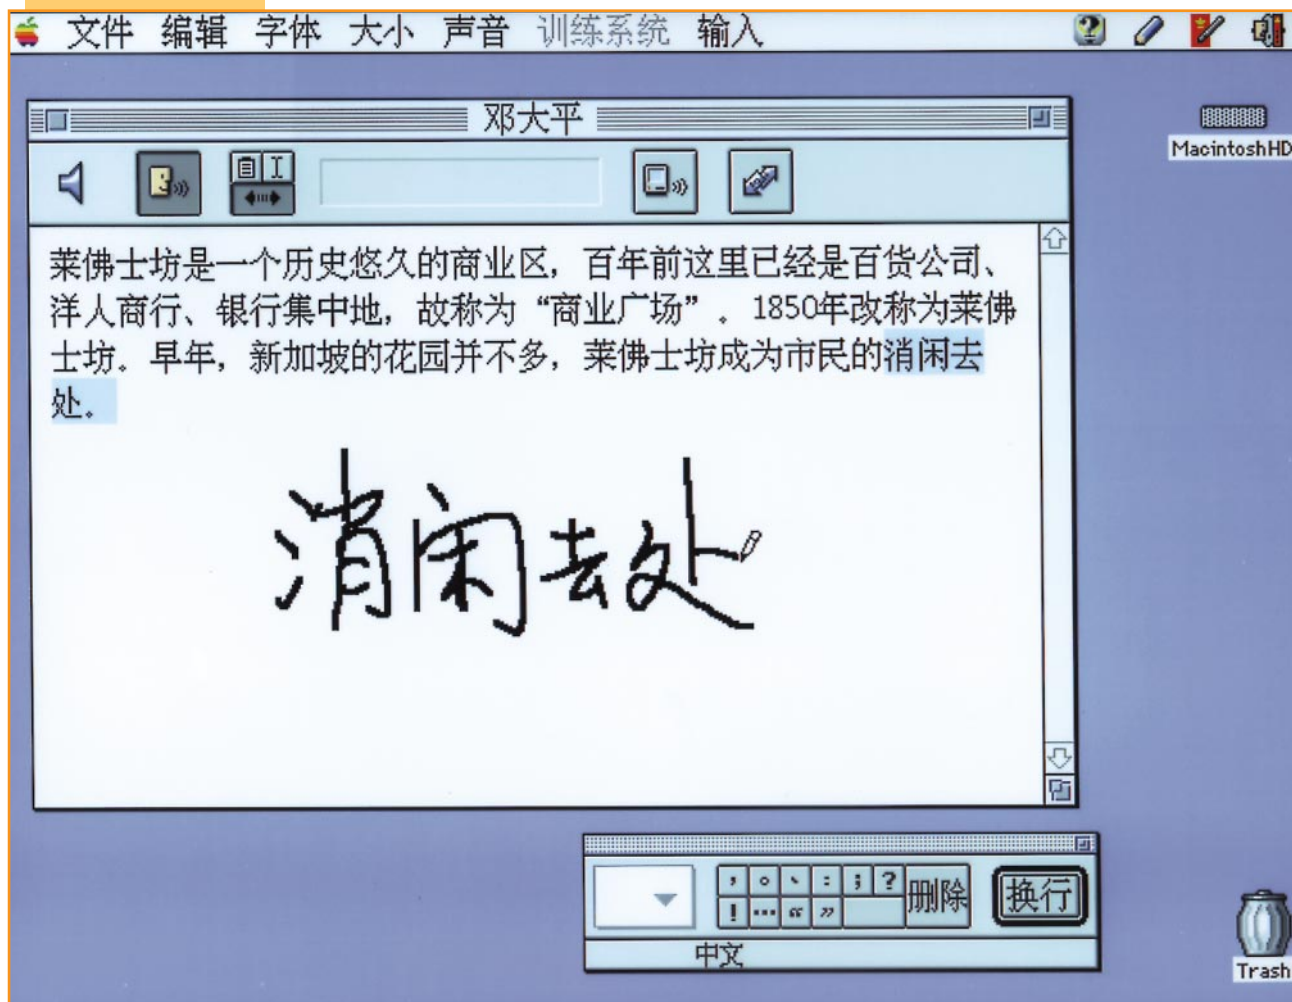 文件 编辑 字体 大小 声音 训练系统 输入
邓大平
MacintoshHD
莱佛士坊是一个历史悠久的商业区，百年前这里已经是百货公司、
洋人商行、银行集中地，故称为“商业广场”。1850年改称为莱佛
士坊。早年，新加坡的花园并不多，莱佛士坊成为市民的消闲去
处。
消闲去处
， 。 、 ： ； ？ 删除 换行
！ … “ ”
中文
Trash